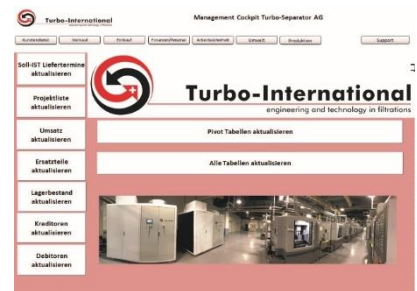 Turbo-International
Management Cockpit Turbo-Separator AG
Kundendienst
Verkauf
Einkauf
Finanzen/Personal
Arbeitssicherheit
Umwelt
Produktion
Support
Soll-IST Liefertermine
aktualisieren
Projektliste
aktualisieren
Umsatz
aktualisieren
Ersatzteile
aktualisieren
Lagerbestand
aktualisieren
Kreditoren
aktualisieren
Debitoren
aktualisieren
Turbo-International
engineering and technology in filtrations
Pivot Tabellen aktualisieren
Alle Tabellen aktualisieren